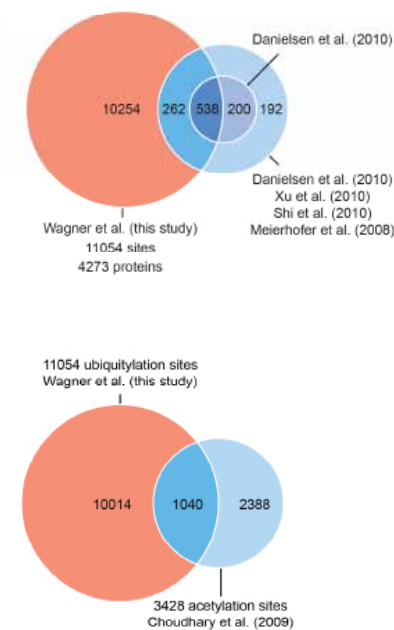 Danielsen et al. (2010)
10254 262 538 200 192
Danielsen et al. (2010)
Xu et al. (2010)
Shi et al. (2010)
Meierhofer et al. (2008)
Wagner et al. (this study)
11054 sites
4273 proteins
11054 ubiquitylation sites
Wagner et al. (this study)
10014 1040 2388
3428 acetylation sites
Choudhary et al. (2009)